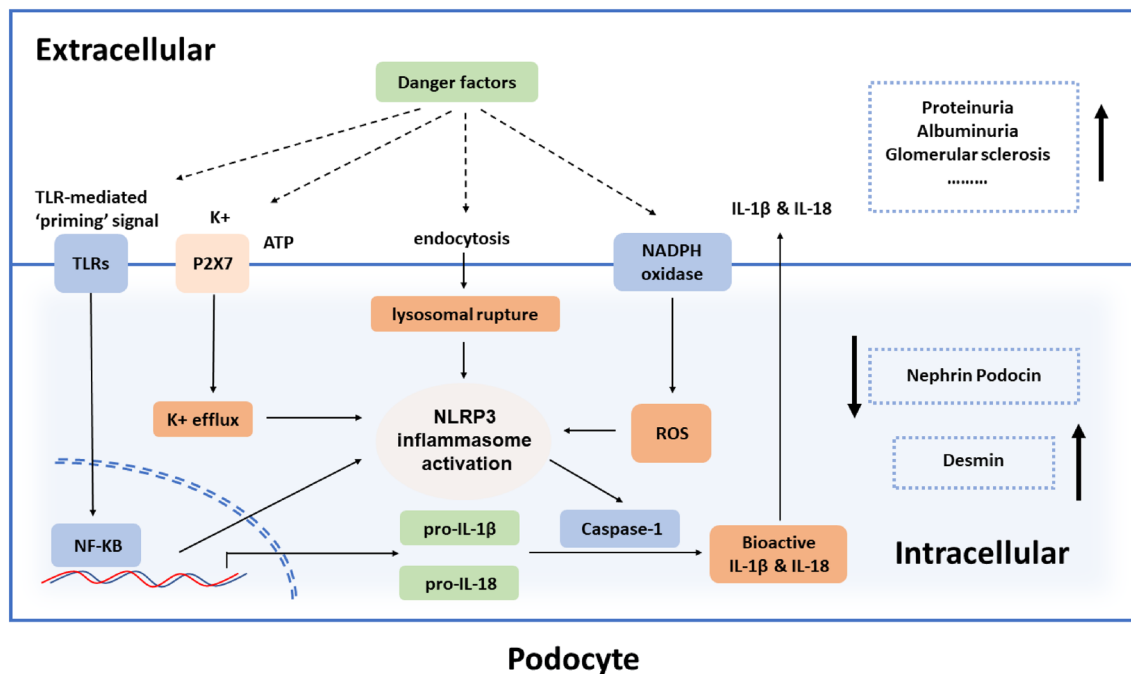 Extracellular
Danger factors
Proteinuria
Albuminuria
Glomerular sclerosis
.........
TLR-mediated
‘priming’ signal
K+
ATP
endocytosis
IL-1β & IL-18
TLRs
P2X7
NADPH
oxidase
lysosomal rupture
Nephrin Podocin
K+ efflux
NLRP3
inflammasome
activation
ROS
Desmin
NF-KB
pro-IL-1β
Caspase-1
Bioactive
IL-1β & IL-18
Intracellular
pro-IL-18
Podocyte